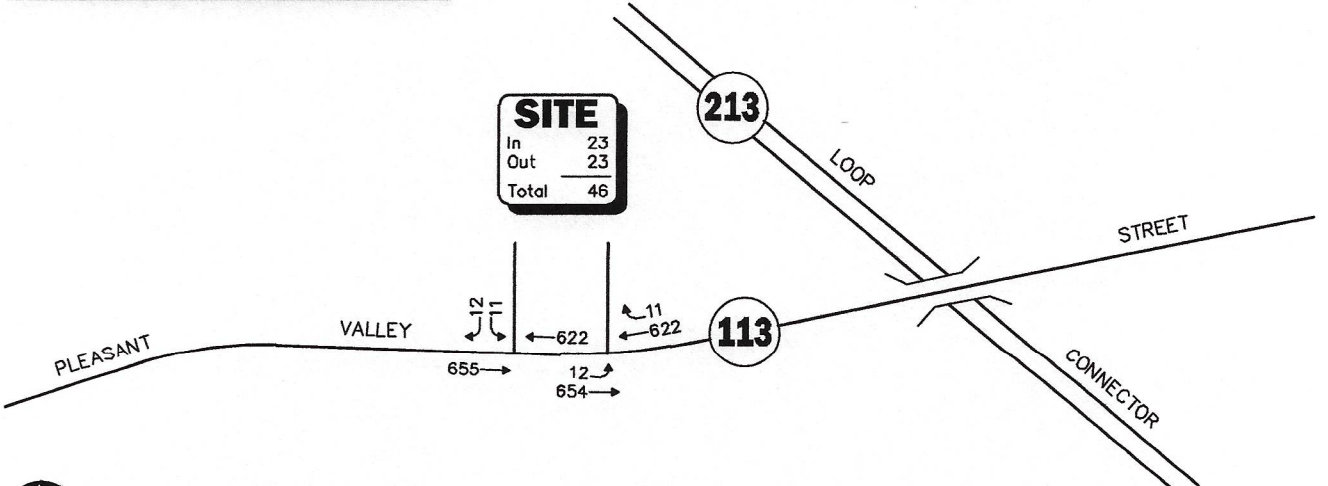 213
SITE
In 23
Out 23
Total 46
LOOP
STREET
12
11
←622
11
←622
VALLEY
113
PLEASANT
655→
12
654→
CONNECTOR